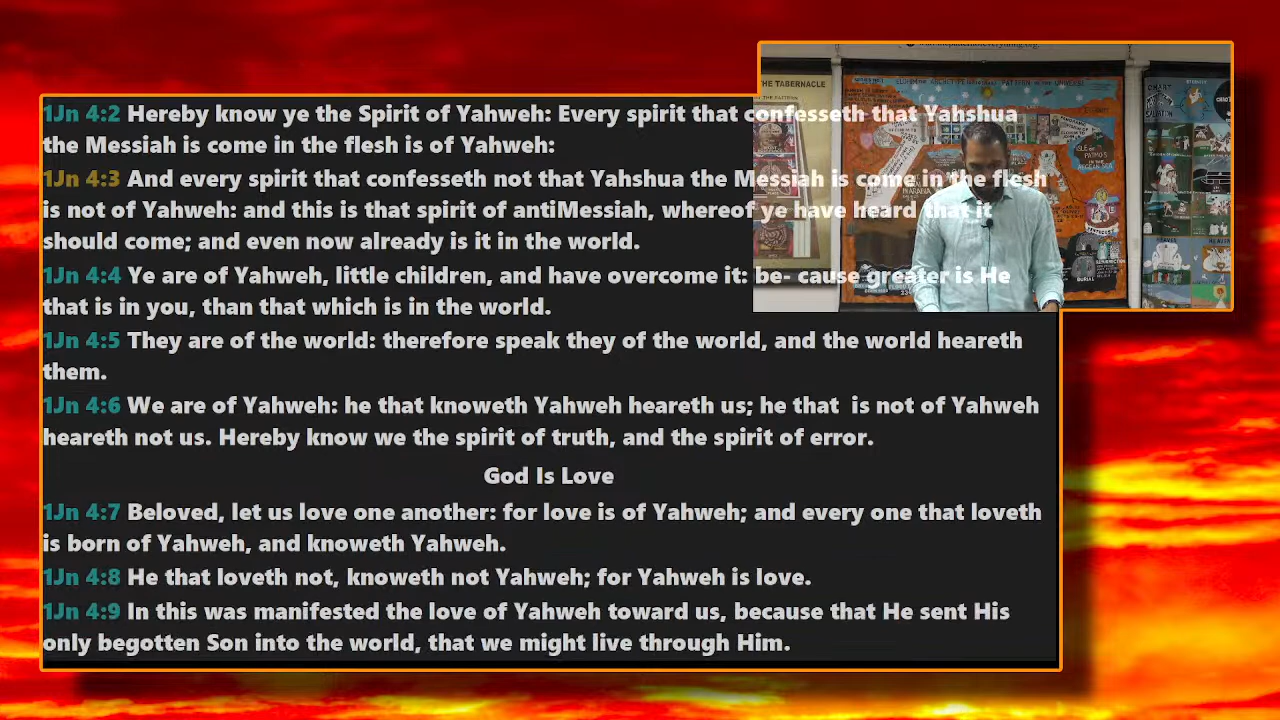 1Jn 4:2 Hereby know ye the Spirit of Yahweh: Every spirit that confesseth that Yahshua
the Messiah is come in the flesh is of Yahweh:
1Jn 4:3 And every spirit that confesseth not that Yahshua the Messiah is come in the flesh
is not of Yahweh: and this is that spirit of antiMessiah, whereof ye have heard that it
should come; and even now already is it in the world.
1Jn 4:4 Ye are of Yahweh, little children, and have overcome it: be- cause greater is He
that is in you, than that which is in the world.
1Jn 4:5 They are of the world: therefore speak they of the world, and the world heareth
them.
1Jn 4:6 We are of Yahweh: he that knoweth Yahweh heareth us; he that  is not of Yahweh
heareth not us. Hereby know we the spirit of truth, and the spirit of error.
God Is Love
1Jn 4:7 Beloved, let us love one another: for love is of Yahweh; and every one that loveth
is born of Yahweh, and knoweth Yahweh.
1Jn 4:8 He that loveth not, knoweth not Yahweh; for Yahweh is love.
1Jn 4:9 In this was manifested the love of Yahweh toward us, because that He sent His
only begotten Son into the world, that we might live through Him.
THE TABERNACLE
PATTERN
UNIVERSE
ISLE of
PATMOS
IN THE
AEGEAN SEA
BURIAL